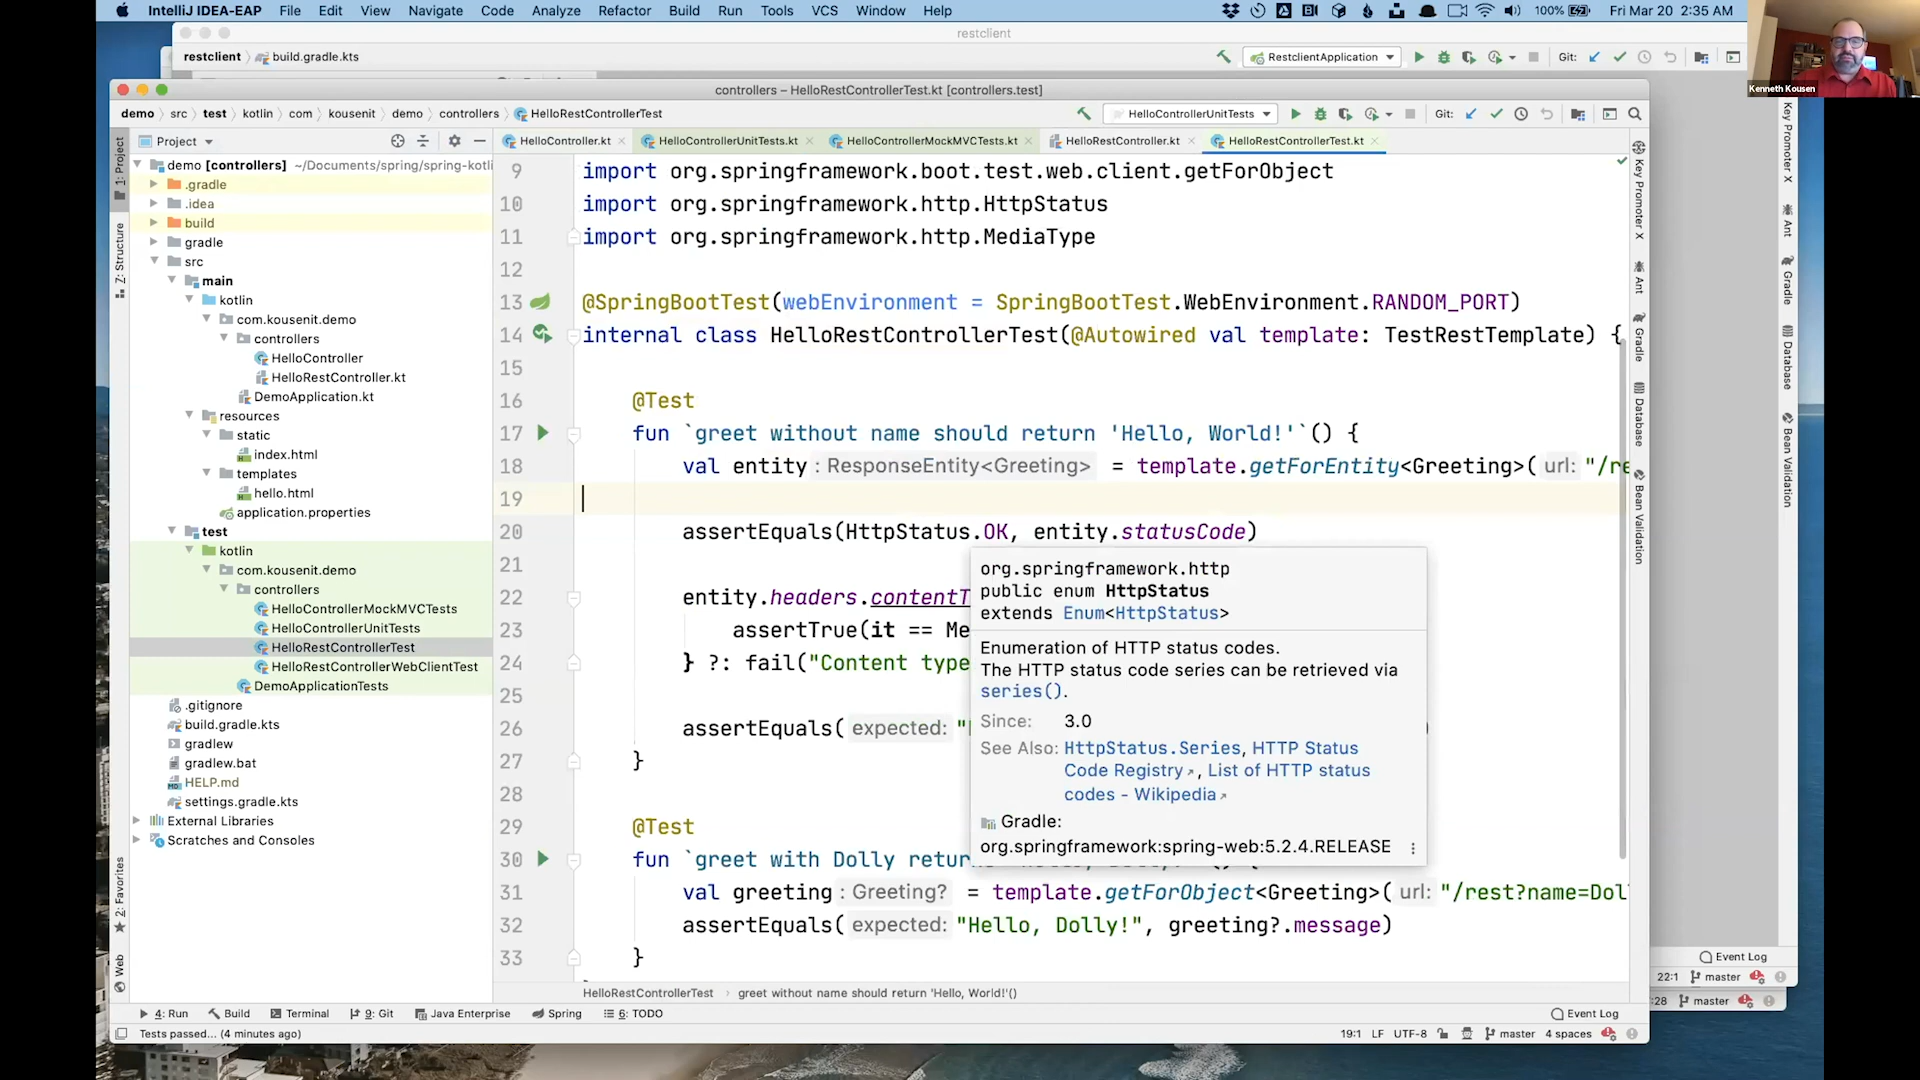 IntelliJ IDEA-EAP File Edit View Navigate Code Analyze Refactor Build Run Tools VCS Window Help 100% Fri Mar 20 2:35 AM
restclient
restclient build.gradle.kts RestclientApplication Git:
Kenneth Kousen
controllers – HelloRestControllerTest.kt [controllers.test]
demo src test kotlin com kousenit demo controllers HelloRestControllerTest HelloControllerUnitTests Git:
Project HelloController.kt HelloControllerUnitTests.kt HelloControllerMockMVCTests.kt HelloRestController.kt HelloRestControllerTest.kt
demo [controllers] ~/Documents/spring/spring-kotli
.gradle
.idea
build
gradle
src
main
kotlin
com.kousenit.demo
controllers
HelloController
HelloRestController.kt
DemoApplication.kt
resources
static
index.html
templates
hello.html
application.properties
test
kotlin
com.kousenit.demo
controllers
HelloControllerMockMVCTests
HelloControllerUnitTests
HelloRestControllerTest
HelloRestControllerWebClientTest
DemoApplicationTests
.gitignore
build.gradle.kts
gradlew
gradlew.bat
HELP.md
settings.gradle.kts
External Libraries
Scratches and Consoles
1: Project
Z: Structure
2: Favorites
Web
9 import org.springframework.boot.test.web.client.getForObject
10 import org.springframework.http.HttpStatus
11 import org.springframework.http.MediaType
12
13 @SpringBootTest(webEnvironment = SpringBootTest.WebEnvironment.RANDOM_PORT)
14 internal class HelloRestControllerTest(@Autowired val template: TestRestTemplate) {
15
16 @Test
17 fun `greet without name should return 'Hello, World!'`() {
18 val entity : ResponseEntity<Greeting> = template.getForEntity<Greeting>( url: "/re
19
20 assertEquals(HttpStatus.OK, entity.statusCode)
21
22 entity.headers.contentT
23 assertTrue(it == Me
24 } ?: fail("Content type
25
26 assertEquals( expected: "
27 }
28
29 @Test
30 fun `greet with Dolly return
31 val greeting : Greeting? = template.getForObject<Greeting>( url: "/rest?name=Dol
32 assertEquals( expected: "Hello, Dolly!", greeting?.message)
33 }
org.springframework.http
public enum HttpStatus
extends Enum<HttpStatus>
Enumeration of HTTP status codes.
The HTTP status code series can be retrieved via
series().
Since: 3.0
See Also: HttpStatus.Series, HTTP Status
Code Registry, List of HTTP status
codes - Wikipedia
Gradle:
org.springframework:spring-web:5.2.4.RELEASE
Key Promoter X
Ant
Gradle
Database
Bean Validation
Key Promoter X
Ant
Gradle
Database
Bean Validation
HelloRestControllerTest greet without name should return 'Hello, World!'()
4: Run Build Terminal 9: Git Java Enterprise Spring 6: TODO Event Log
Tests passed... (4 minutes ago) 19:1 LF UTF-8 master 4 spaces
Event Log
22:1 master
:28 master